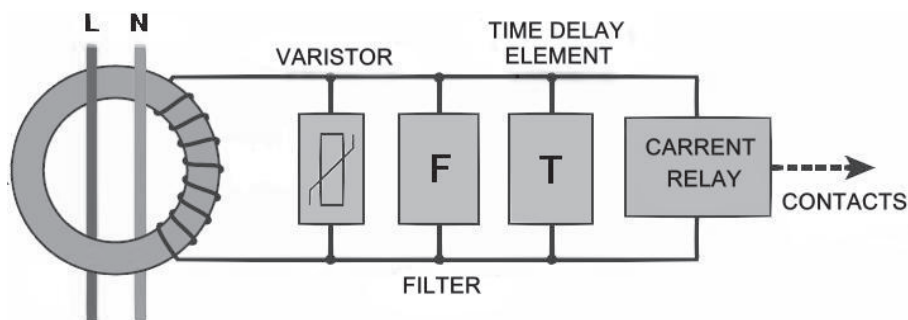 L N
VARISTOR
TIME DELAY
ELEMENT
F
T
CARRENT
RELAY
CONTACTS
FILTER